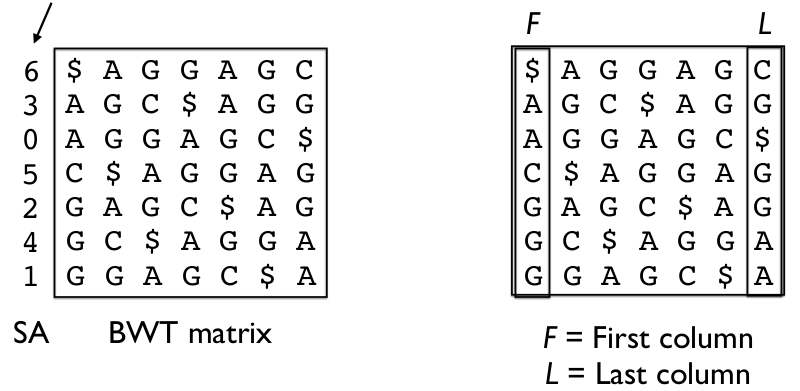 6 $ A G G A G C
3 A G C $ A G G
0 A G G A G C $
5 C $ A G G A G
2 G A G C $ A G
4 G C $ A G G A
1 G G A G C $ A
SA BWT matrix
F L
$ A G G A G C
A G C $ A G G
A G G A G C $
C $ A G G A G
G A G C $ A G
G C $ A G G A
G G A G C $ A
F = First column
L = Last column